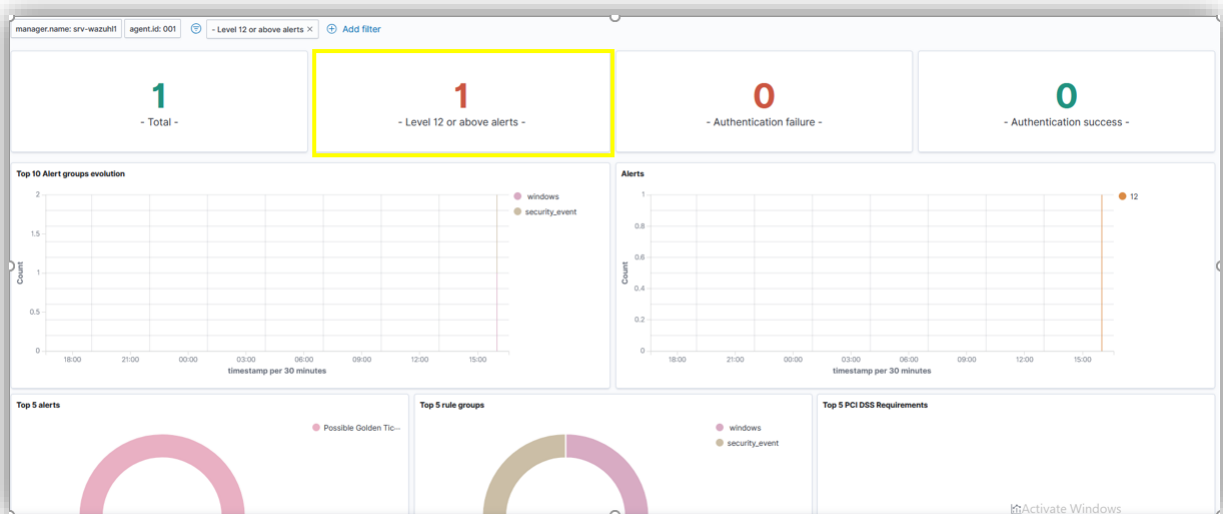 manager.name: srv-wazuhl1 agent.id: 001 - Level 12 or above alerts × Add filter
1 1 0 0
- Total - - Level 12 or above alerts - - Authentication failure - - Authentication success -
Top 10 Alert groups evolution
2
1.5
1
0.5
0
Count
18:00 21:00 00:00 03:00 06:00 09:00 12:00 15:00
timestamp per 30 minutes
windows
security_event
Alerts
1
0.8
0.6
0.4
0.2
0
Count
18:00 21:00 00:00 03:00 06:00 09:00 12:00 15:00
timestamp per 30 minutes
12
Top 5 alerts
Possible Golden Tic···
Top 5 rule groups
windows
security_event
Top 5 PCI DSS Requirements
Activate Windows